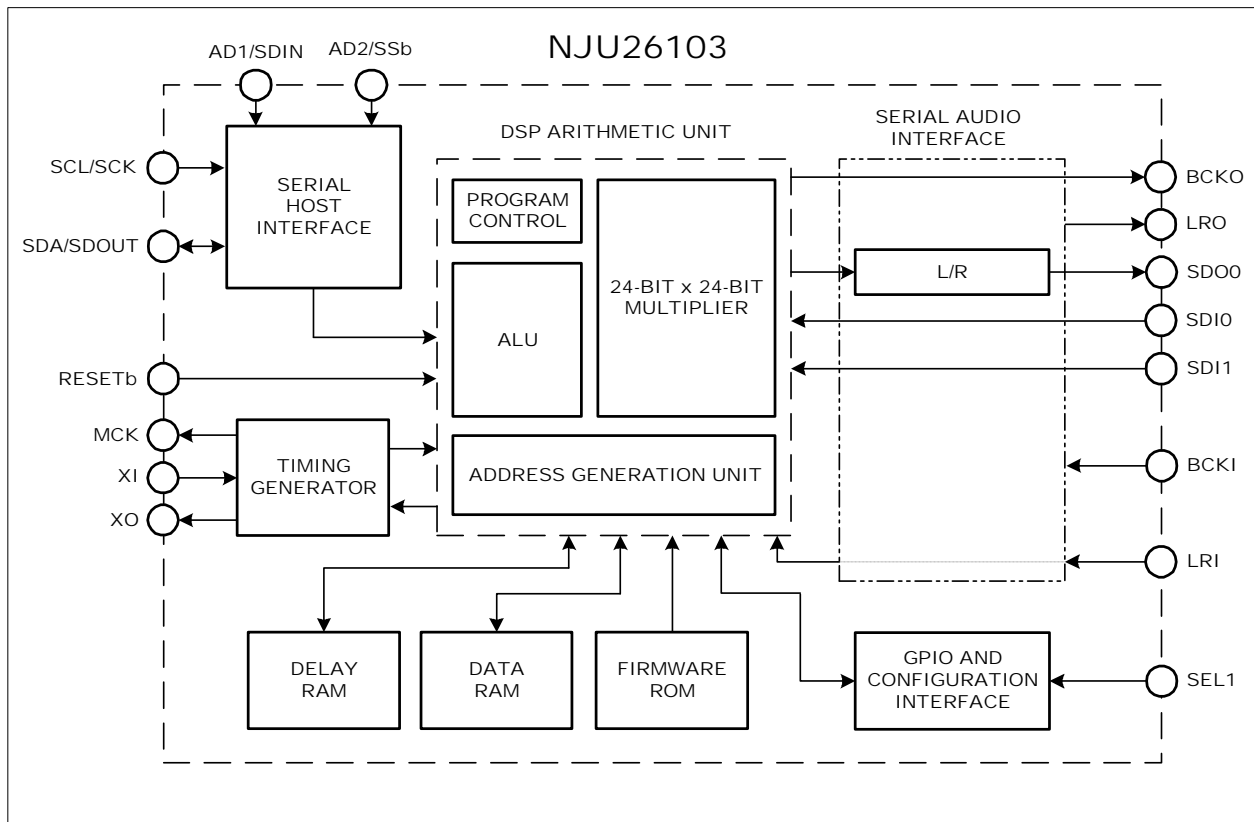 NJU26103
AD1/SDIN
AD2/SSb
SCL/SCK
SDA/SDOUT
RESETb
MCK
XI
XO
SERIAL
HOST
INTERFACE
TIMING
GENERATOR
DSP ARITHMETIC UNIT
PROGRAM
CONTROL
ALU
24-BIT x 24-BIT
MULTIPLIER
ADDRESS GENERATION UNIT
SERIAL AUDIO
INTERFACE
L/R
BCKO
LRO
SDO0
SDI0
SDI1
BCKI
LRI
SEL1
DELAY
RAM
DATA
RAM
FIRMWARE
ROM
GPIO AND
CONFIGURATION
INTERFACE